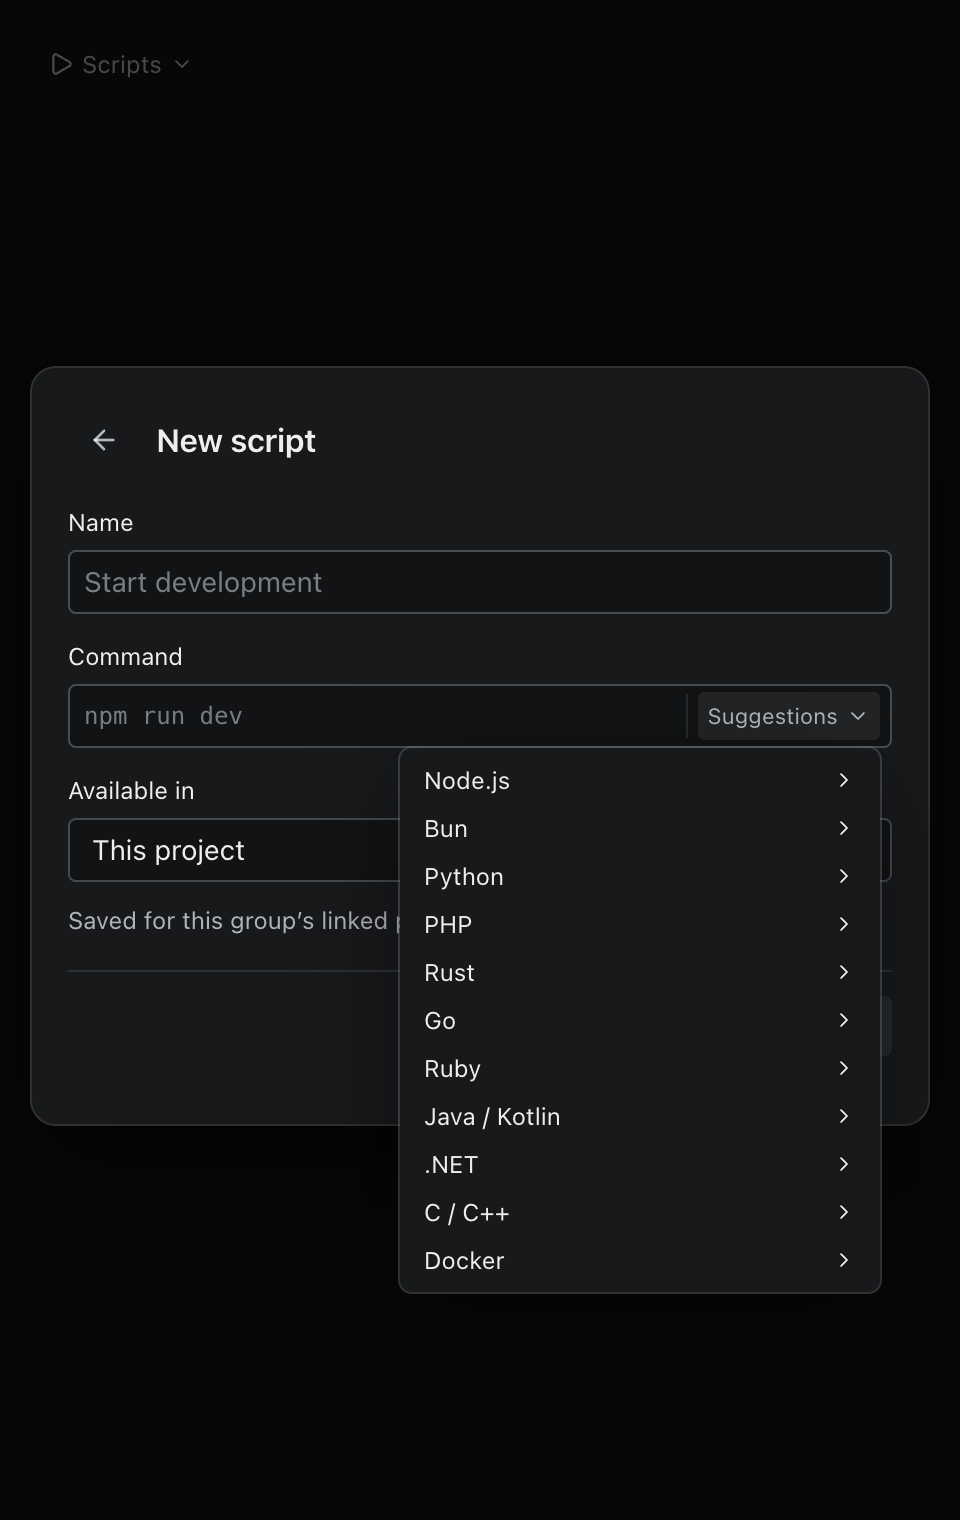 Scripts
New script
Name
Start development
Command
npm run dev
Suggestions
Node.js
Available in
Bun
This project
Python
Saved for this group’s linked
PHP
Rust
Go
Ruby
Java / Kotlin
.NET
C / C++
Docker